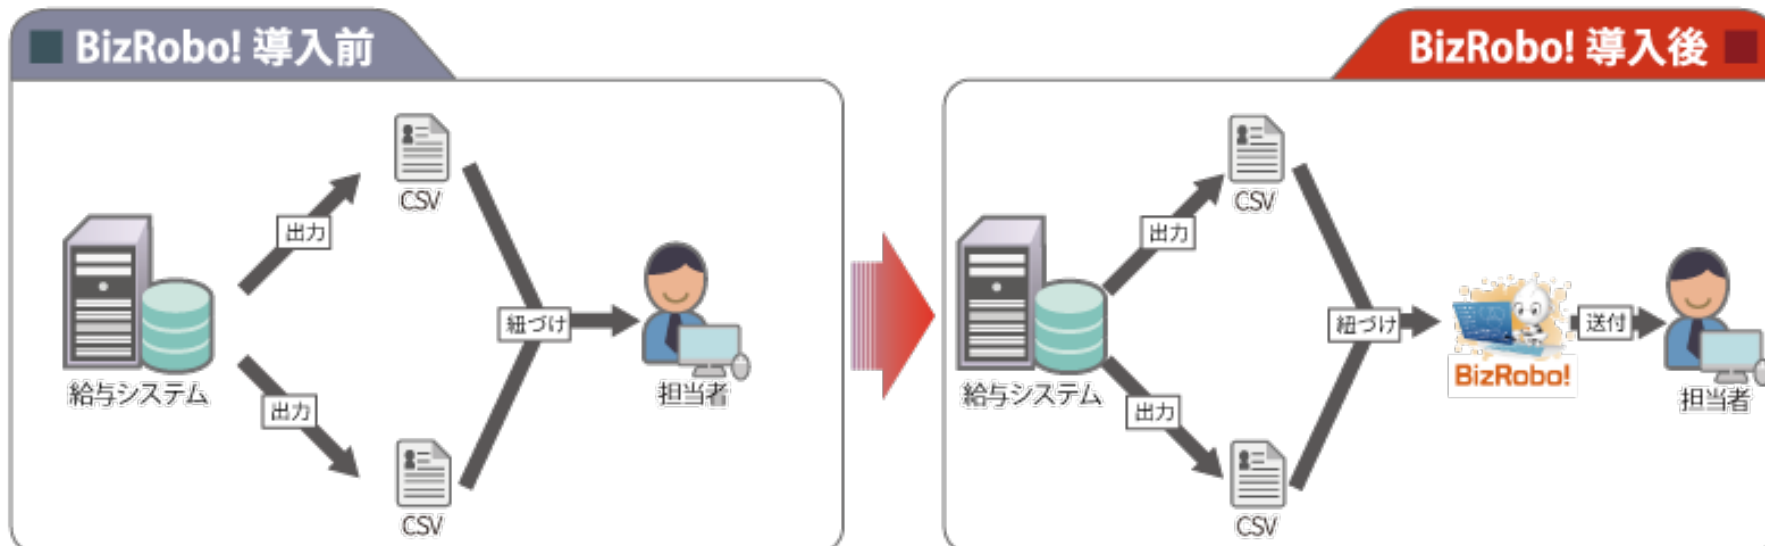 BizRobo! 導入前
CSV
出力
給与システム
出力
CSV
紐づけ
担当者
BizRobo! 導入後
CSV
出力
給与システム
出力
CSV
紐づけ
BizRobo!
送付
担当者